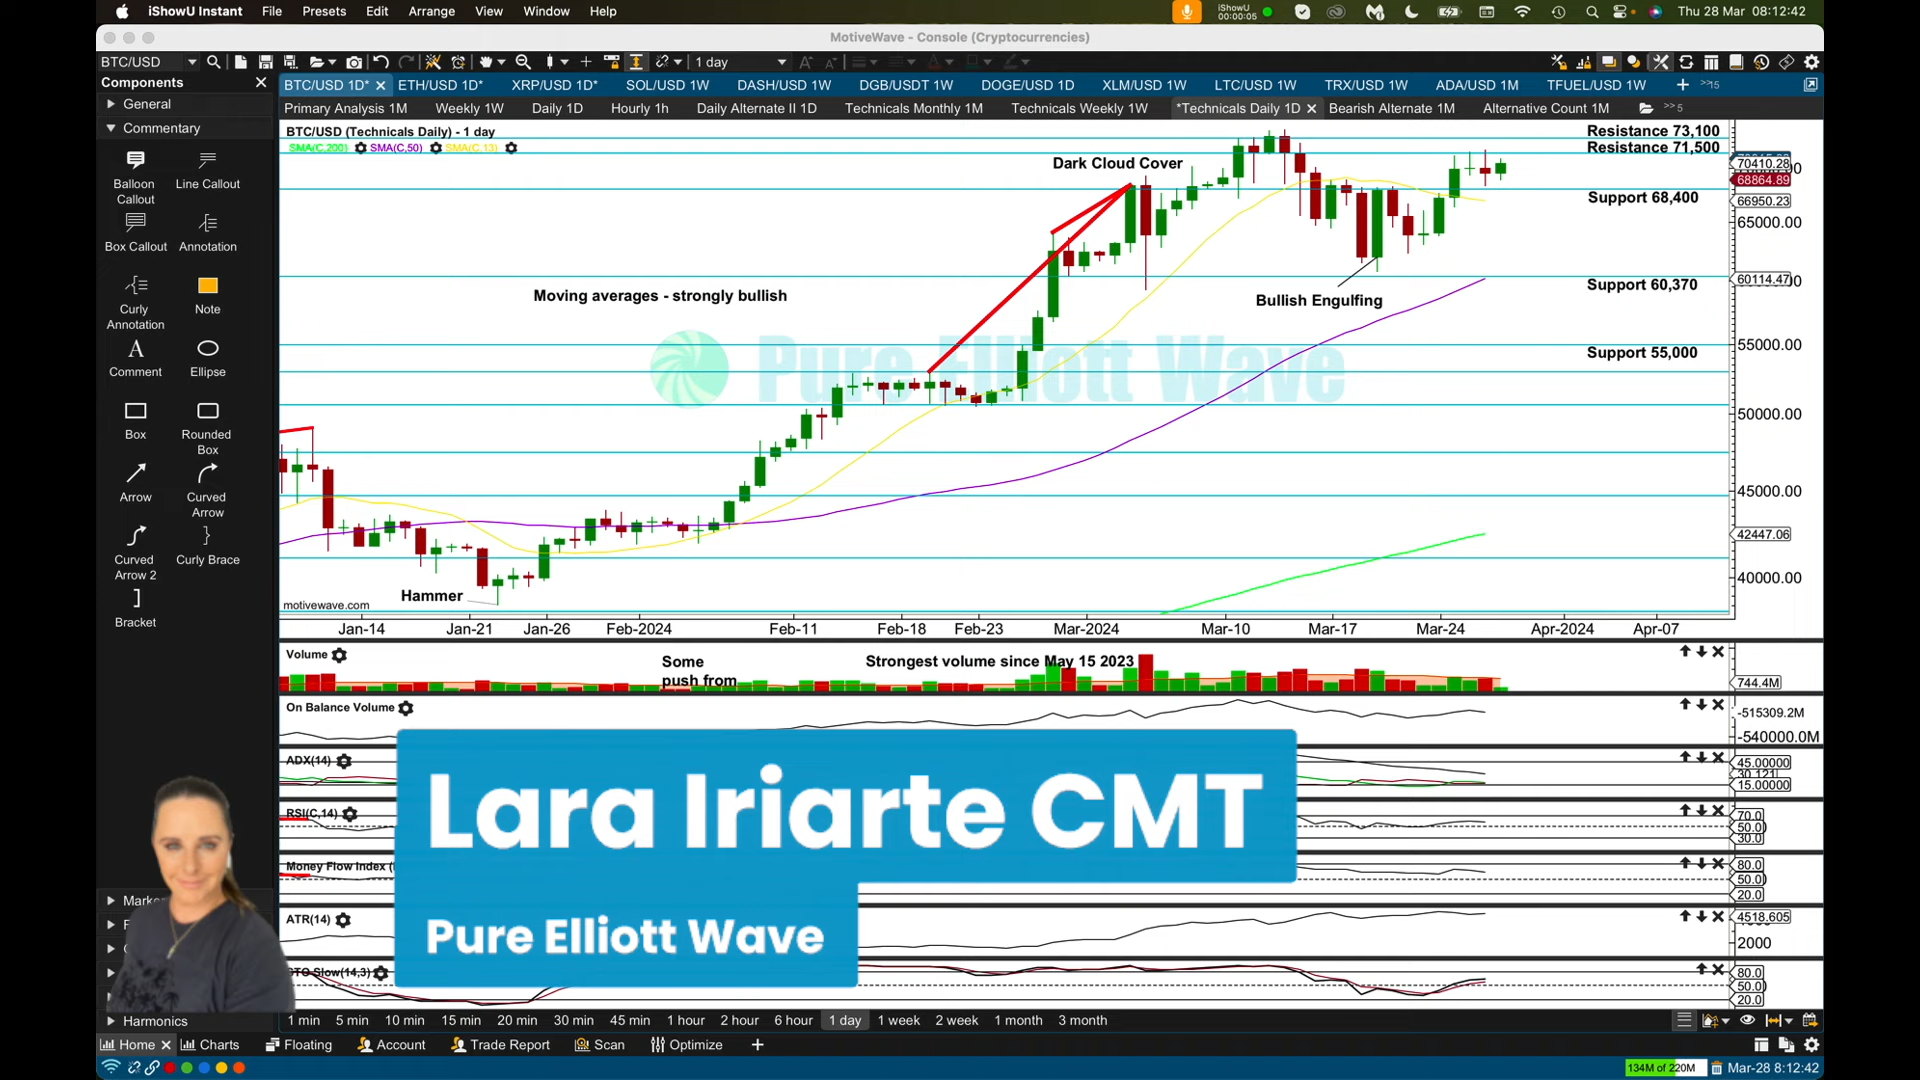 iShowU Instant File Presets Edit Arrange View Window Help
iShowU 00:00:05
Thu 28 Mar 08:12:42
MotiveWave - Console (Cryptocurrencies)
BTC/USD 1 day
Components
BTC/USD 1D* ETH/USD 1D* XRP/USD 1D* SOL/USD 1W DASH/USD 1W DGB/USDT 1W DOGE/USD 1D XLM/USD 1W LTC/USD 1W TRX/USD 1W ADA/USD 1M TFUEL/USD 1W >>15
Primary Analysis 1M Weekly 1W Daily 1D Hourly 1h Daily Alternate II 1D Technicals Monthly 1M Technicals Weekly 1W *Technicals Daily 1D Bearish Alternate 1M Alternative Count 1M >>5
General
Commentary
Balloon Callout
Line Callout
Box Callout
Annotation
Curly Annotation
Note
Comment
Ellipse
Box
Rounded Box
Arrow
Curved Arrow
Curved Arrow 2
Curly Brace
Bracket
Harmonics
BTC/USD (Technicals Daily) - 1 day
SMA(C,200) SMA(C,50) SMA(C,13)
Resistance 73,100
Resistance 71,500
Dark Cloud Cover
70410.28
68864.89
Support 68,400
66950.23
65000.00
Support 60,370
60114.47
Moving averages - strongly bullish
Bullish Engulfing
Pure Elliott Wave
Support 55,000
55000.00
50000.00
45000.00
42447.06
40000.00
Hammer
motivewave.com
Jan-14 Jan-21 Jan-26 Feb-2024 Feb-11 Feb-18 Feb-23 Mar-2024 Mar-10 Mar-17 Mar-24 Apr-2024 Apr-07
Volume
Some
push from
Strongest volume since May 15 2023
744.4M
On Balance Volume
-515309.2M
-540000.0M
ADX(14)
45.00000
30.121
15.00000
RSI(C,14)
70.0
50.0
30.0
Money Flow Index
80.0
50.0
20.0
ATR(14)
4518.605
2000
STO Slow(14,3)
80.0
50.0
20.0
Lara Iriarte CMT
Pure Elliott Wave
1 min 5 min 10 min 15 min 20 min 30 min 45 min 1 hour 2 hour 6 hour 1 day 1 week 2 week 1 month 3 month
Home Charts Floating Account Trade Report Scan Optimize
134M of 220M Mar-28 8:12:42